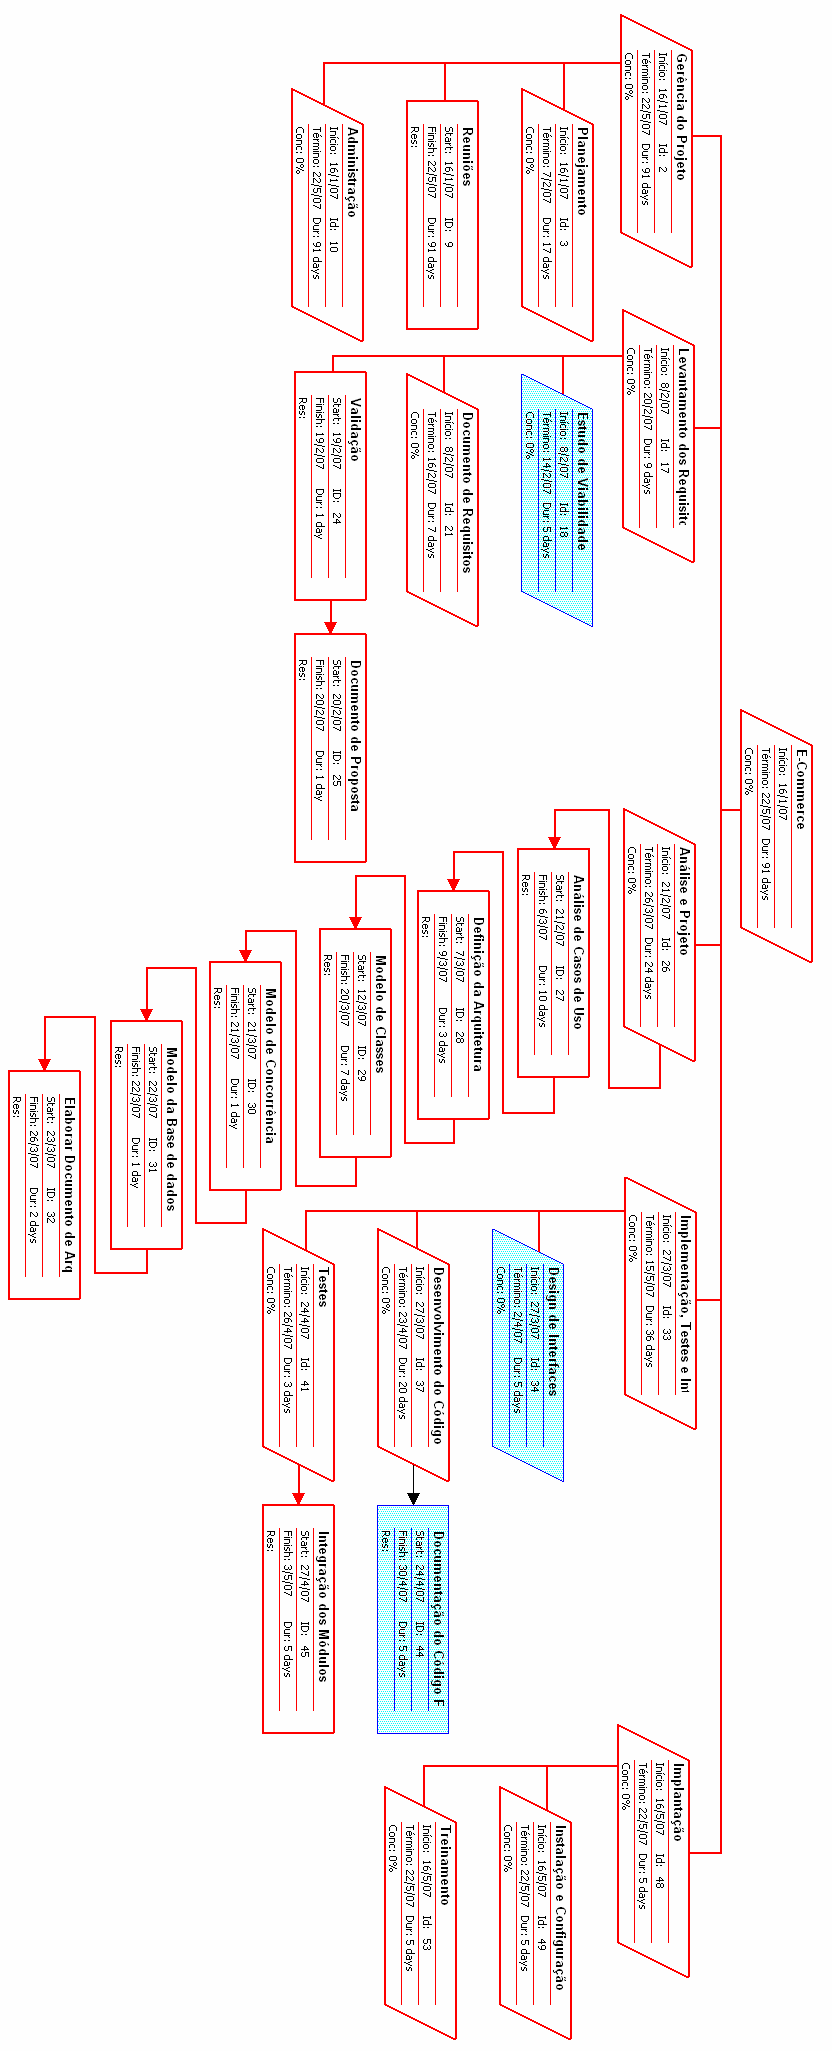 E-Commerce
Início: 16/1/07
Término: 22/5/07 Dur: 91 days
Conc: 0%
Gerência do Projeto
Início: 16/1/07 Id: 2
Término: 22/5/07 Dur: 91 days
Conc: 0%
Planejamento
Início: 16/1/07 Id: 3
Término: 7/2/07 Dur: 17 days
Conc: 0%
Reuniões
Start: 16/1/07 ID: 9
Finish: 22/5/07 Dur: 91 days
Res:
Administração
Início: 16/1/07 Id: 10
Término: 22/5/07 Dur: 91 days
Conc: 0%
Levantamento dos Requisito
Início: 8/2/07 Id: 17
Término: 20/2/07 Dur: 9 days
Conc: 0%
Estudo de Viabilidade
Início: 8/2/07 Id: 18
Término: 14/2/07 Dur: 5 days
Conc: 0%
Documento de Requisitos
Início: 8/2/07 Id: 21
Término: 16/2/07 Dur: 7 days
Conc: 0%
Validação
Start: 19/2/07 ID: 24
Finish: 19/2/07 Dur: 1 day
Res:
Documento de Proposta
Start: 20/2/07 ID: 25
Finish: 20/2/07 Dur: 1 day
Res:
Análise e Projeto
Início: 21/2/07 Id: 26
Término: 26/3/07 Dur: 24 days
Conc: 0%
Análise de Casos de Uso
Start: 21/2/07 ID: 27
Finish: 6/3/07 Dur: 10 days
Res:
Definição da Arquitetura
Start: 7/3/07 ID: 28
Finish: 9/3/07 Dur: 3 days
Res:
Modelo de Classes
Start: 12/3/07 ID: 29
Finish: 20/3/07 Dur: 7 days
Res:
Modelo de Concorrência
Start: 21/3/07 ID: 30
Finish: 21/3/07 Dur: 1 day
Res:
Modelo da Base de dados
Start: 22/3/07 ID: 31
Finish: 22/3/07 Dur: 1 day
Res:
Elaborar Documento de Arq
Start: 23/3/07 ID: 32
Finish: 26/3/07 Dur: 2 days
Res:
Implementação, Testes e Int
Início: 27/3/07 Id: 33
Término: 15/5/07 Dur: 36 days
Conc: 0%
Design de Interfaces
Início: 27/3/07 Id: 34
Término: 2/4/07 Dur: 5 days
Conc: 0%
Desenvolvimento do Código
Início: 27/3/07 Id: 37
Término: 23/4/07 Dur: 20 days
Conc: 0%
Documentação do Código F
Start: 24/4/07 ID: 44
Finish: 30/4/07 Dur: 5 days
Res:
Testes
Início: 24/4/07 Id: 41
Término: 26/4/07 Dur: 3 days
Conc: 0%
Integração dos Módulos
Start: 27/4/07 ID: 45
Finish: 3/5/07 Dur: 5 days
Res:
Implantação
Início: 16/5/07 Id: 48
Término: 22/5/07 Dur: 5 days
Conc: 0%
Instalação e Configuração
Início: 16/5/07 Id: 49
Término: 22/5/07 Dur: 5 days
Conc: 0%
Treinamento
Início: 16/5/07 Id: 53
Término: 22/5/07 Dur: 5 days
Conc: 0%